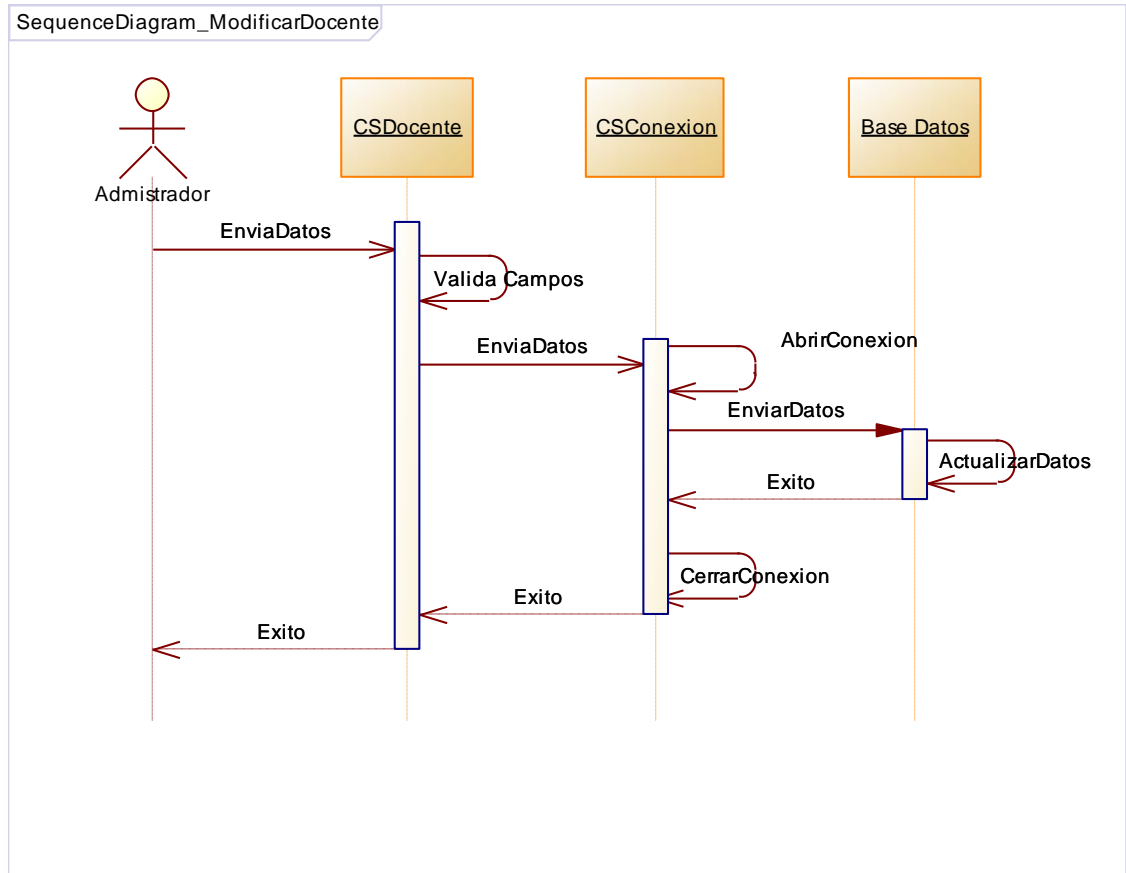 SequenceDiagram_ModificarDocente
CSDocente
CSConexion
Base Datos
Admistrador
EnviaDatos
Valida Campos
EnviaDatos
AbrirConexion
EnviarDatos
ActualizarDatos
Exito
CerrarConexion
Exito
Exito